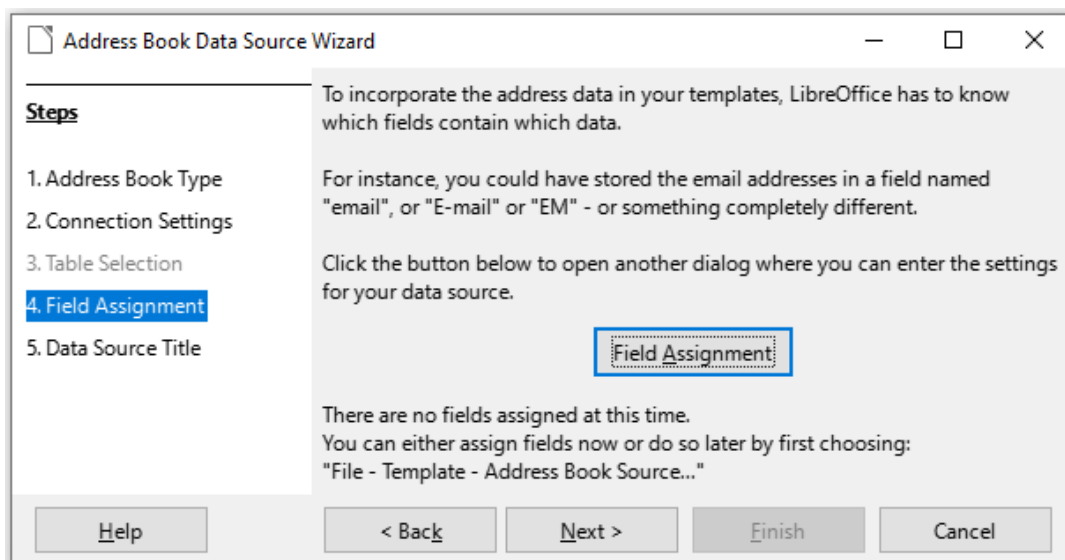 Address Book Data Source Wizard
Steps
1. Address Book Type
2. Connection Settings
3. Table Selection
4. Field Assignment
5. Data Source Title
To incorporate the address data in your templates, LibreOffice has to know
which fields contain which data.
For instance, you could have stored the email addresses in a field named
"email", or "E-mail" or "EM" - or something completely different.
Click the button below to open another dialog where you can enter the settings
for your data source.
Field Assignment
There are no fields assigned at this time.
You can either assign fields now or do so later by first choosing:
"File - Template - Address Book Source..."
Help
< Back
Next >
Finish
Cancel